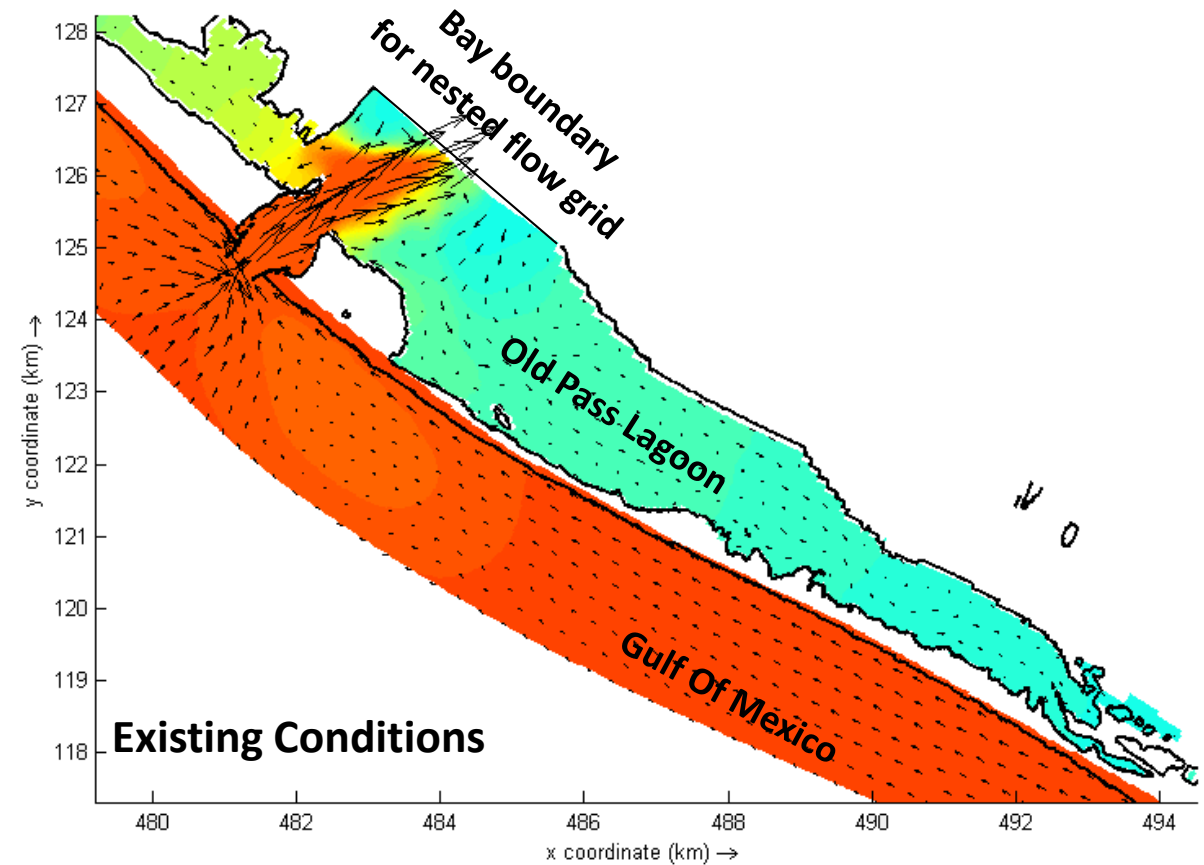 Bay boundary
for nested flow grid
Old Pass Lagoon
Gulf Of Mexico
Existing Conditions
128
127
126
125
124
123
122
121
120
119
118
y coordinate (km) →
480
482
484
486
488
490
492
494
x coordinate (km) →